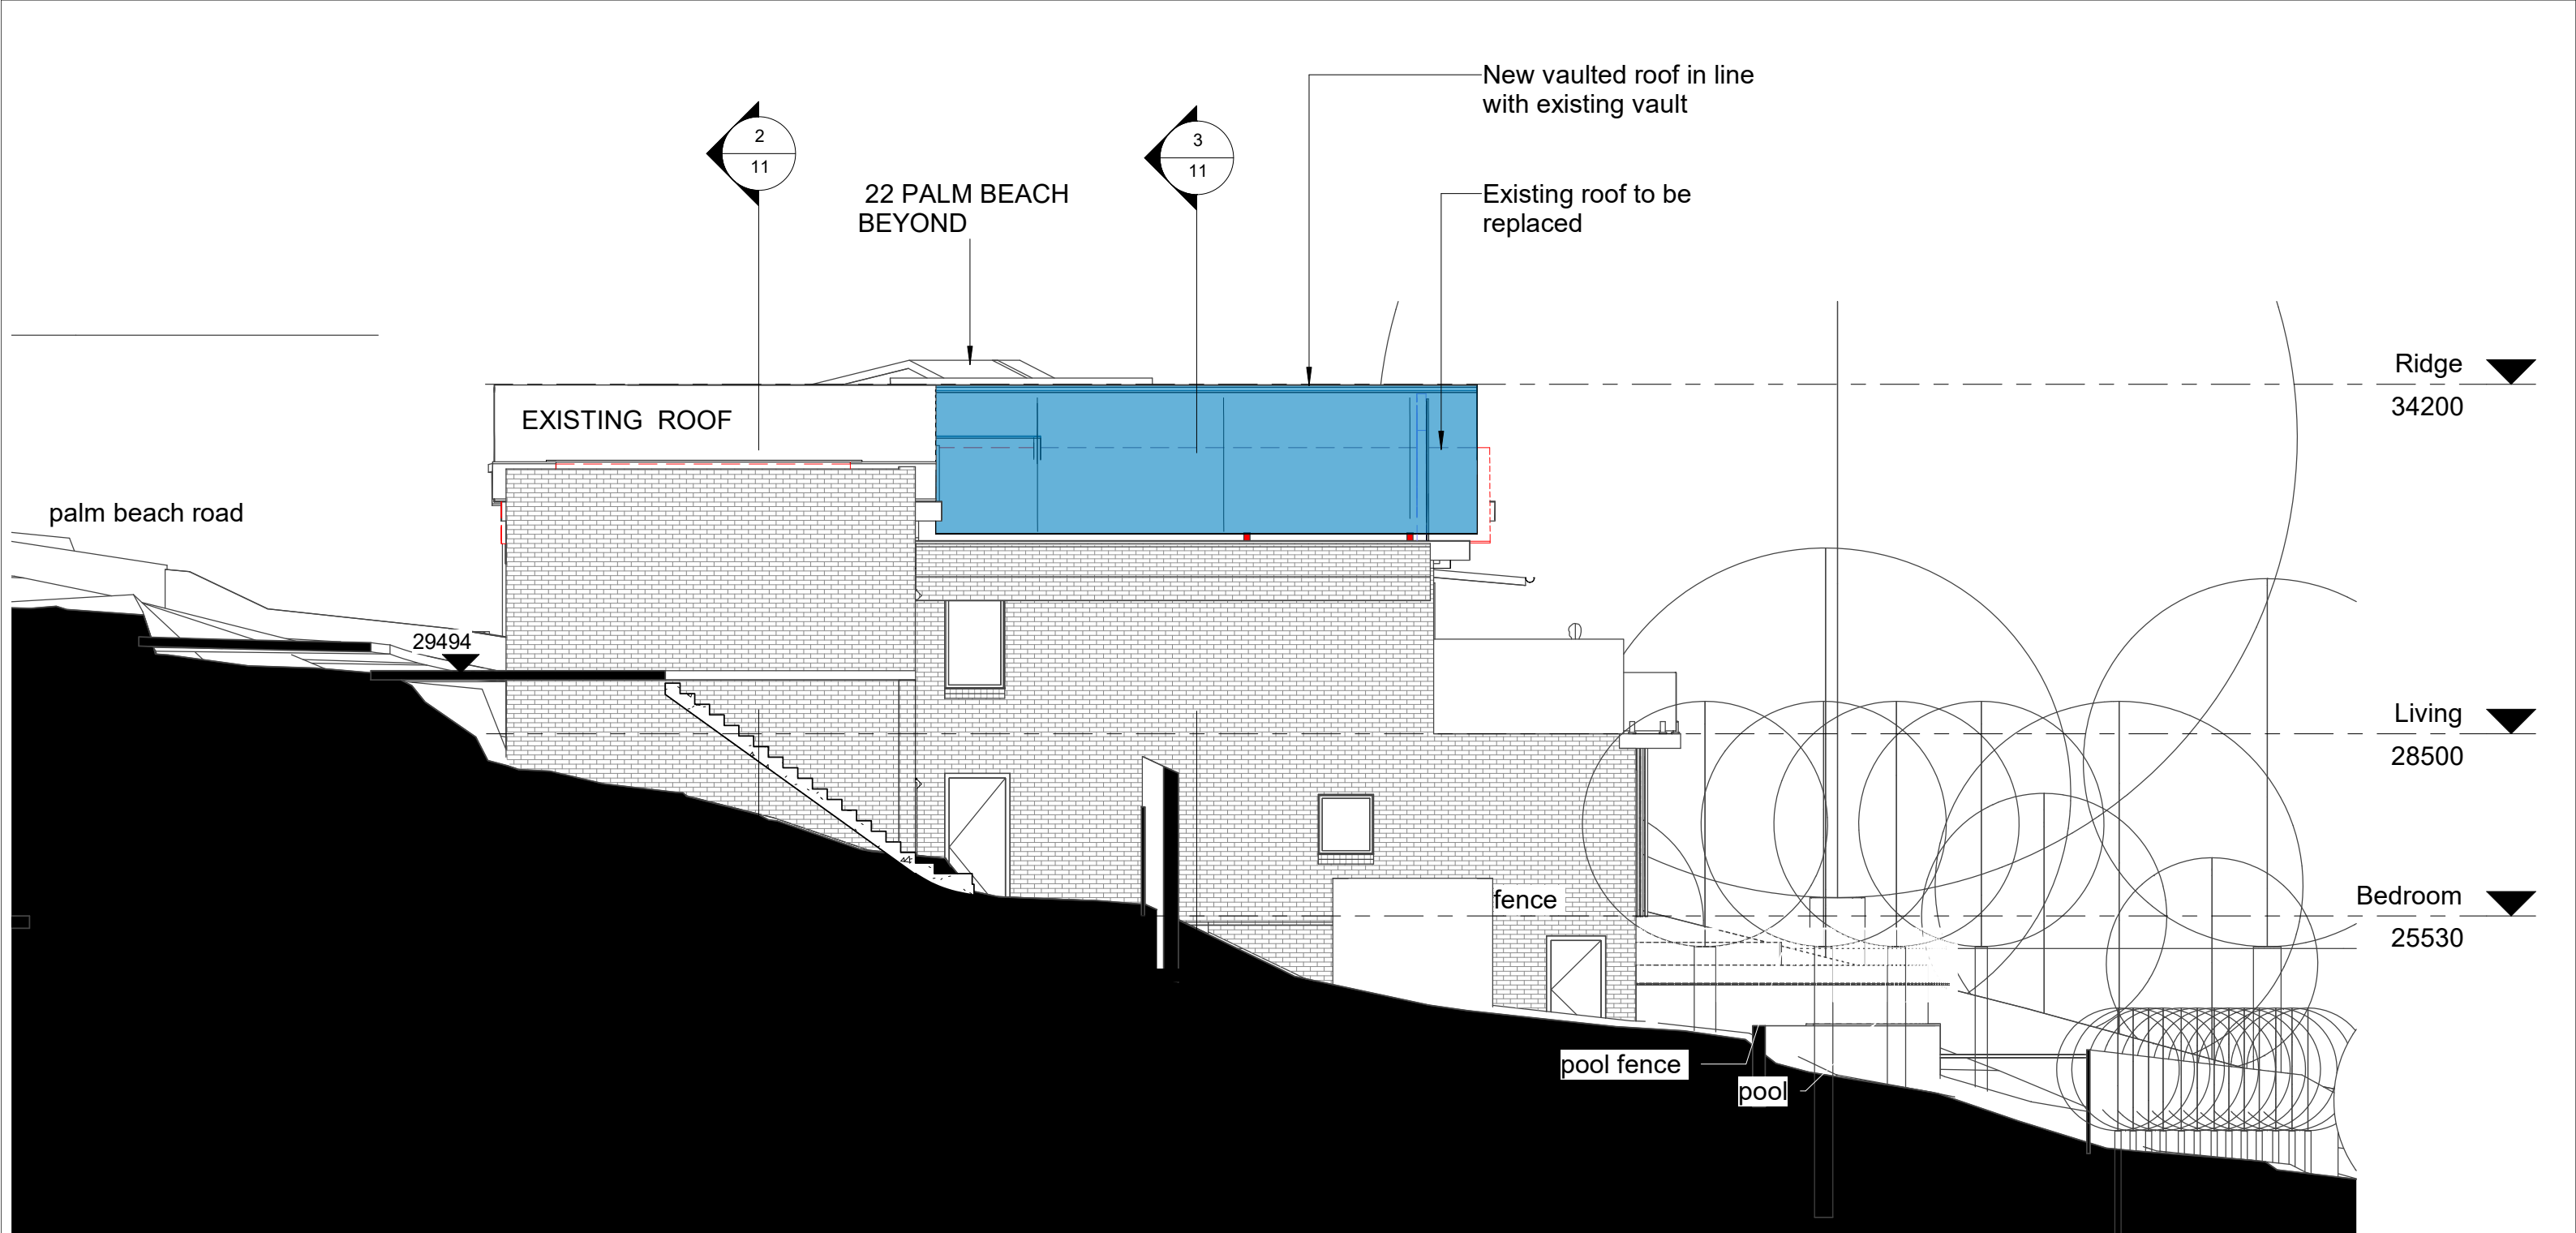 New vaulted roof in line
with existing vault
2
11
3
11
22 PALM BEACH
BEYOND
Existing roof to be
replaced
Ridge
34200
EXISTING ROOF
palm beach road
29494
Living
28500
Bedroom
25530
fence
pool fence
pool